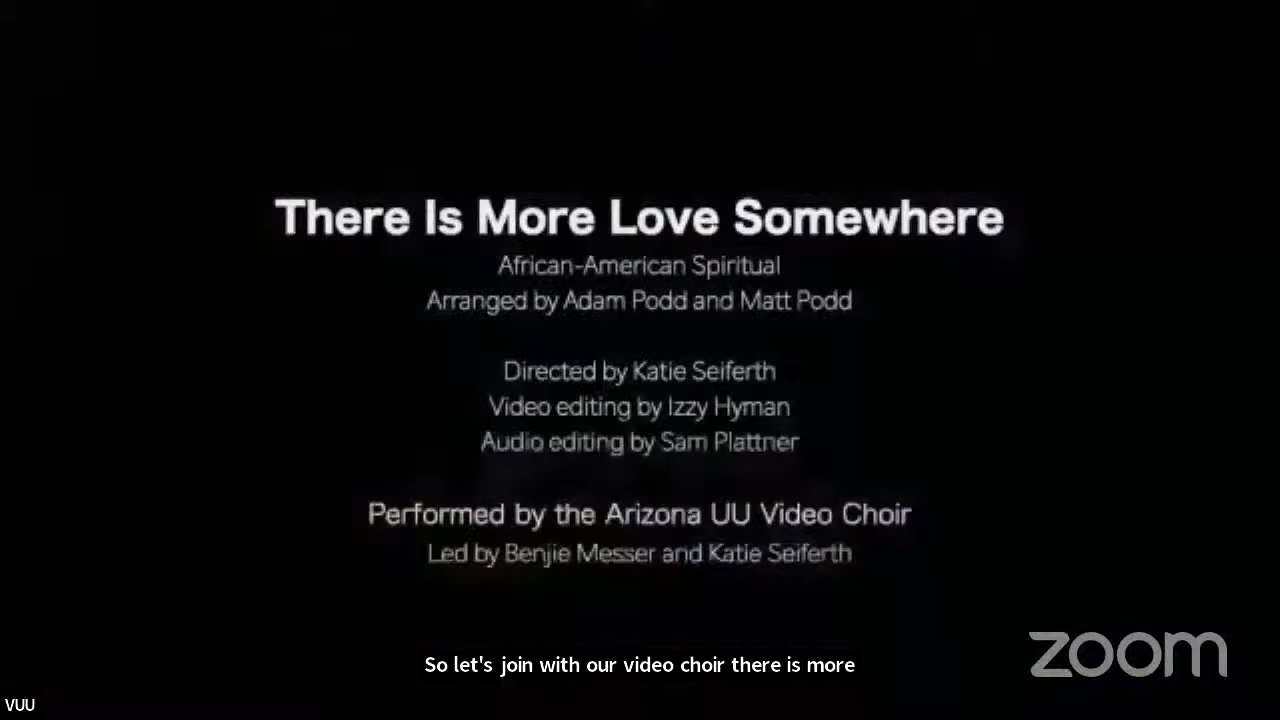 There Is More Love Somewhere
African-American Spiritual
Arranged by Adam Podd and Matt Podd
Directed by Katie Seiferth
Video editing by Izzy Hyman
Audio editing by Sam Plattner
Performed by the Arizona UU Video Choir
Led by Benjie Messer and Katie Seiferth
So let's join with our video choir there is more
zoom
VUU